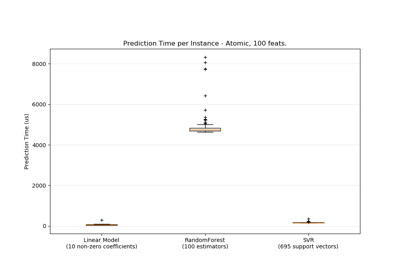 Prediction Time per Instance - Atomic, 100 feats.
Prediction Time (us)
8000
6000
4000
2000
0
Linear Model
(10 non-zero coefficients)
RandomForest
(100 estimators)
SVR
(695 support vectors)